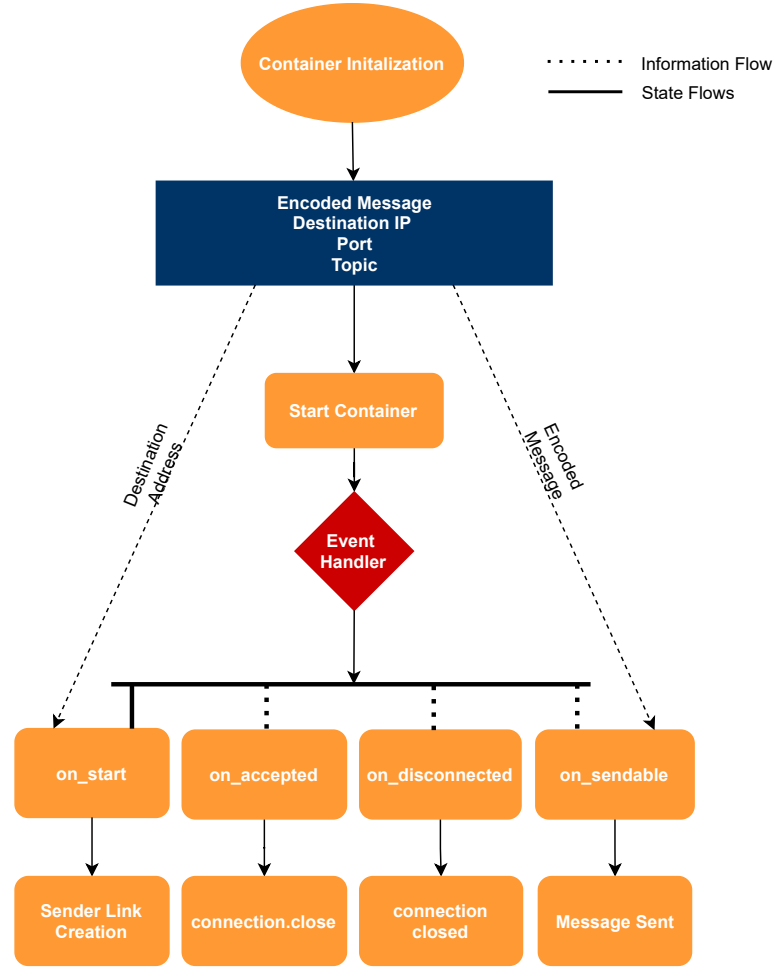 Container Initalization
Information Flow
State Flows
Encoded Message
Destination IP
Port
Topic
Start Container
Destination
Address
Encoded
Message
Event
Handler
on_start
on_accepted
on_disconnected
on_sendable
Sender Link
Creation
connection.close
connection
closed
Message Sent